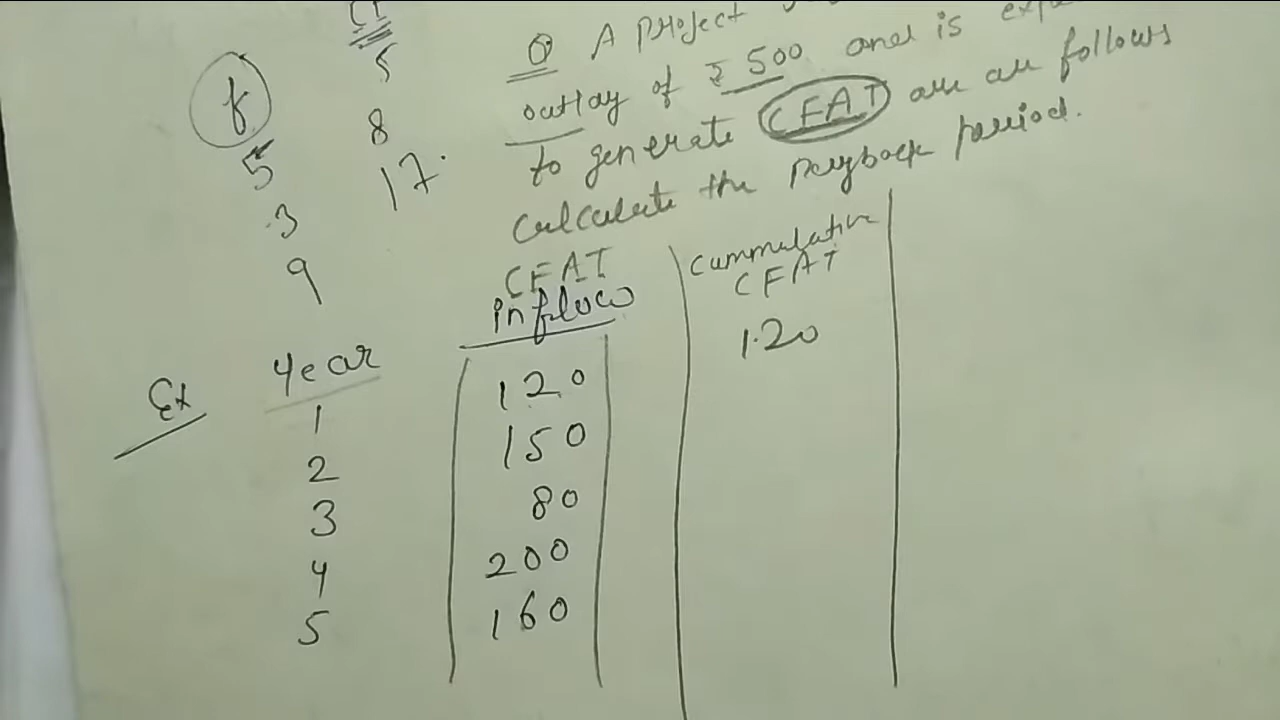 f
5
3
9
5
8
17.
Q A project
outlay of ₹ 500 and is
to generate CFAT are as follows
Calculate the payback period.
Ex Year CFAT inflow Cummulative CFAT
1 120 1.20
2 150
3 80
4 200
5 160